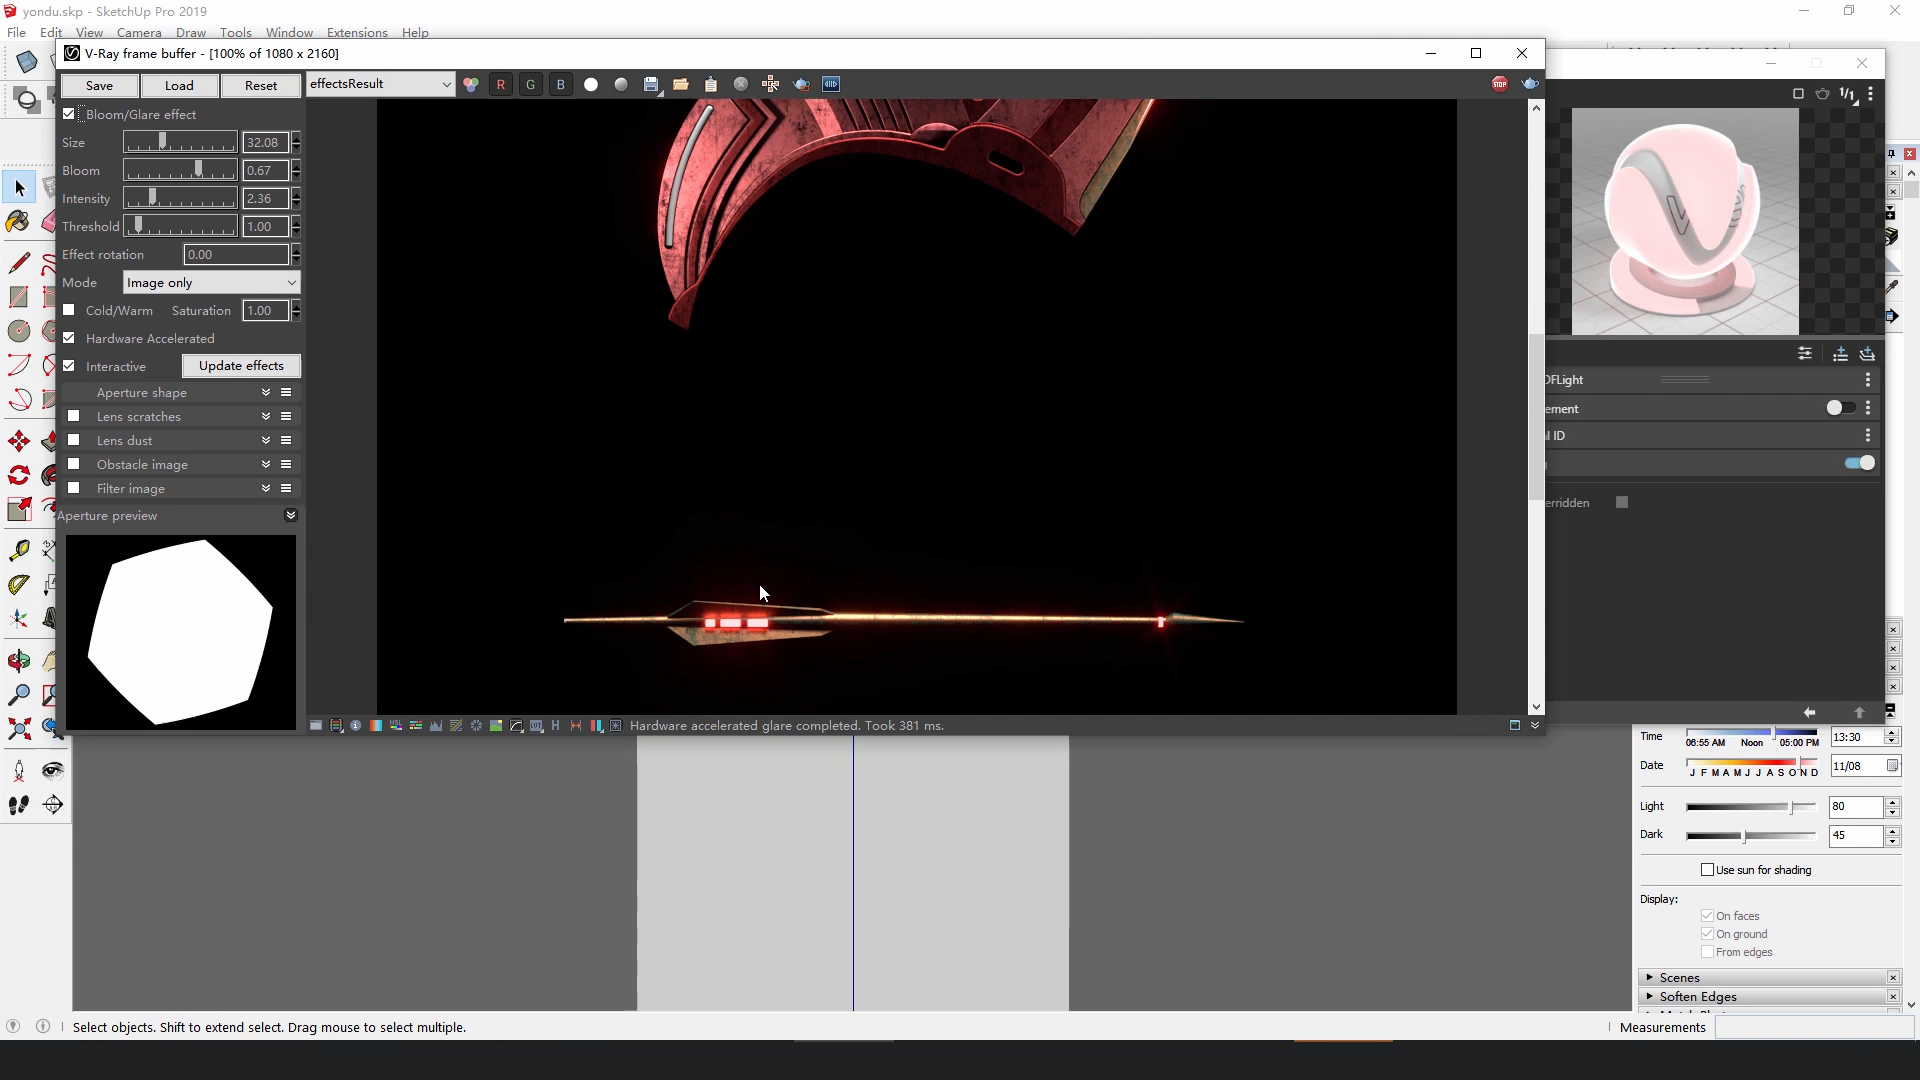 yondu.skp - SketchUp Pro 2019
File Edit View Camera Draw Tools Window Extensions Help
V-Ray frame buffer - [100% of 1080 x 2160]
Save Load Reset effectsResult R G B STOP
Bloom/Glare effect
Size 32.08
Bloom 0.67
Intensity 2.36
Threshold 1.00
Effect rotation 0.00
Mode Image only
Cold/Warm Saturation 1.00
Hardware Accelerated
Interactive Update effects
Aperture shape
Lens scratches
Lens dust
Obstacle image
Filter image
Aperture preview
Hardware accelerated glare completed. Took 381 ms.
1/1
DFLight
ement
l ID
erridden
Time 06:55 AM Noon 05:00 PM 13:30
Date J F M A M J J A S O N D 11/08
Light 80
Dark 45
Use sun for shading
Display:
On faces
On ground
From edges
Scenes
Soften Edges
Select objects. Shift to extend select. Drag mouse to select multiple.
Measurements